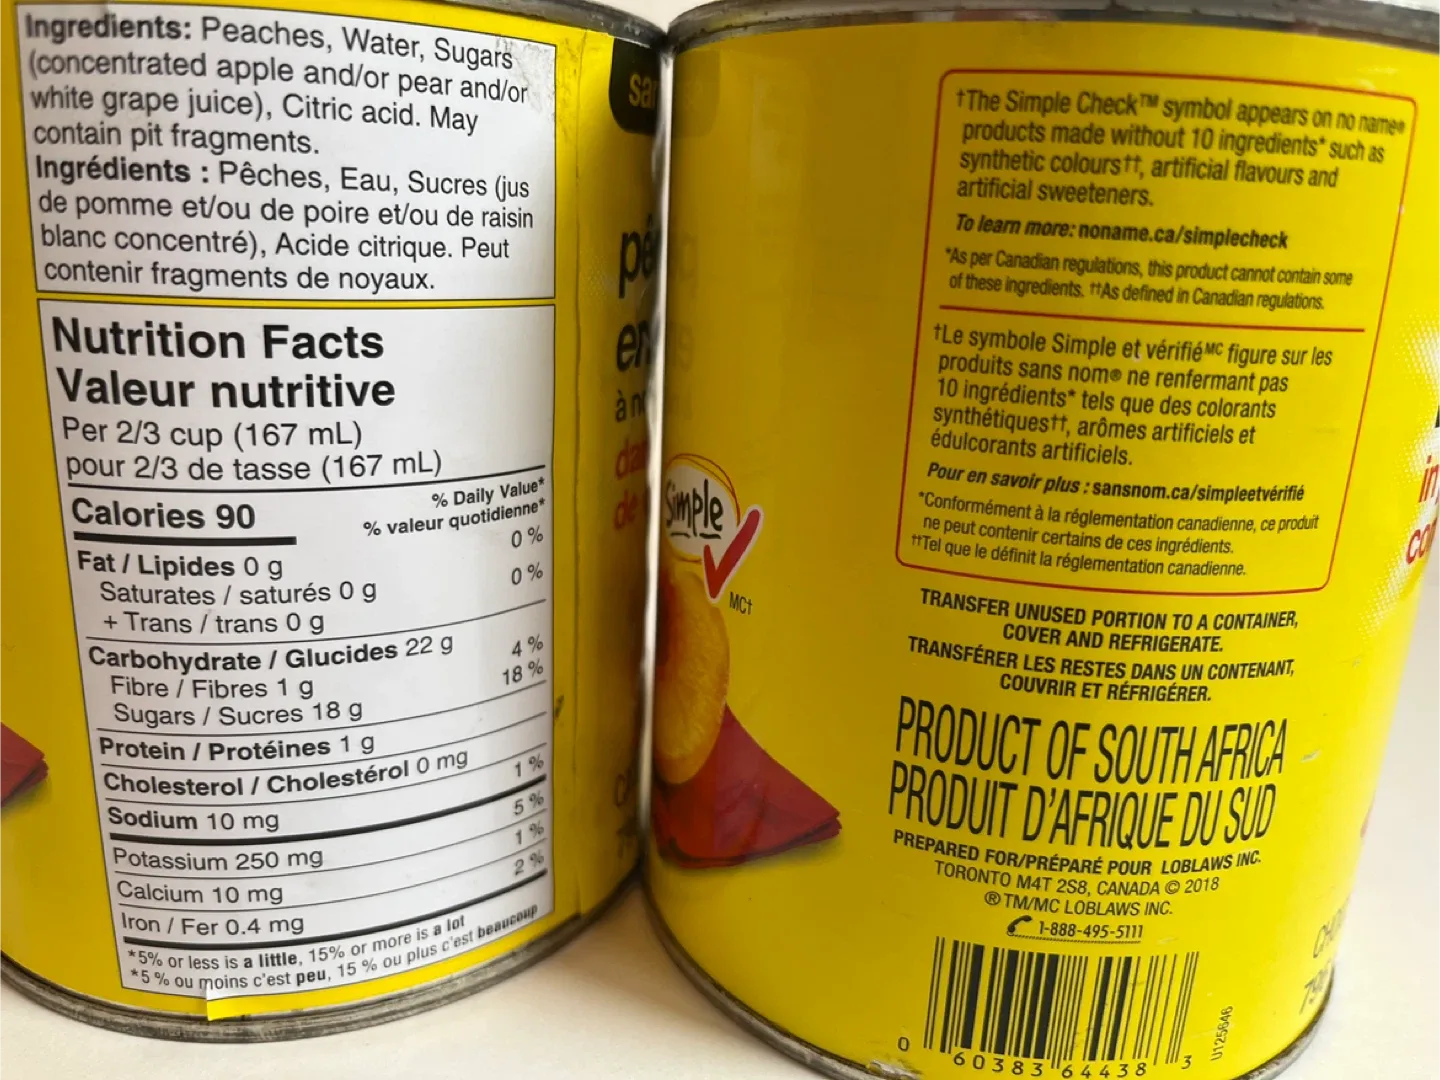 Ingredients: Peaches, Water, Sugars
(concentrated apple and/or pear and/or
white grape juice), Citric acid. May
contain pit fragments.
Ingrédients : Pêches, Eau, Sucres (jus
de pomme et/ou de poire et/ou de raisin
blanc concentré), Acide citrique. Peut
contenir fragments de noyaux.
Nutrition Facts
Valeur nutritive
Per 2/3 cup (167 mL)
pour 2/3 de tasse (167 mL)
Calories 90
% Daily Value*
% valeur quotidienne*
Fat / Lipides 0 g 0 %
Saturates / saturés 0 g 0 %
+ Trans / trans 0 g
Carbohydrate / Glucides 22 g
Fibre / Fibres 1 g 4 %
Sugars / Sucres 18 g 18 %
Protein / Protéines 1 g
Cholesterol / Cholestérol 0 mg
Sodium 10 mg 1 %
Potassium 250 mg 5 %
Calcium 10 mg 1 %
Iron / Fer 0.4 mg 2 %
*5% or less is a little, 15% or more is a lot
*5 % ou moins c'est peu, 15 % ou plus c'est beaucoup
Simple
MC†
†The Simple Check™ symbol appears on no name®
products made without 10 ingredients* such as
synthetic colours††, artificial flavours and
artificial sweeteners.
To learn more: noname.ca/simplecheck
*As per Canadian regulations, this product cannot contain some
of these ingredients. ††As defined in Canadian regulations.
†Le symbole Simple et vérifié MC figure sur les
produits sans nom® ne renfermant pas
10 ingrédients* tels que des colorants
synthétiques††, arômes artificiels et
édulcorants artificiels.
Pour en savoir plus : sansnom.ca/simpleetvérifié
*Conformément à la réglementation canadienne, ce produit
ne peut contenir certains de ces ingrédients.
††Tel que le définit la réglementation canadienne.
TRANSFER UNUSED PORTION TO A CONTAINER,
COVER AND REFRIGERATE.
TRANSFÉRER LES RESTES DANS UN CONTENANT,
COUVRIR ET RÉFRIGÉRER.
PRODUCT OF SOUTH AFRICA
PRODUIT D'AFRIQUE DU SUD
PREPARED FOR/PRÉPARÉ POUR LOBLAWS INC.
TORONTO M4T 2S8, CANADA © 2018
® TM/MC LOBLAWS INC.
1-888-495-5111
0 60383 64438 3
U125646